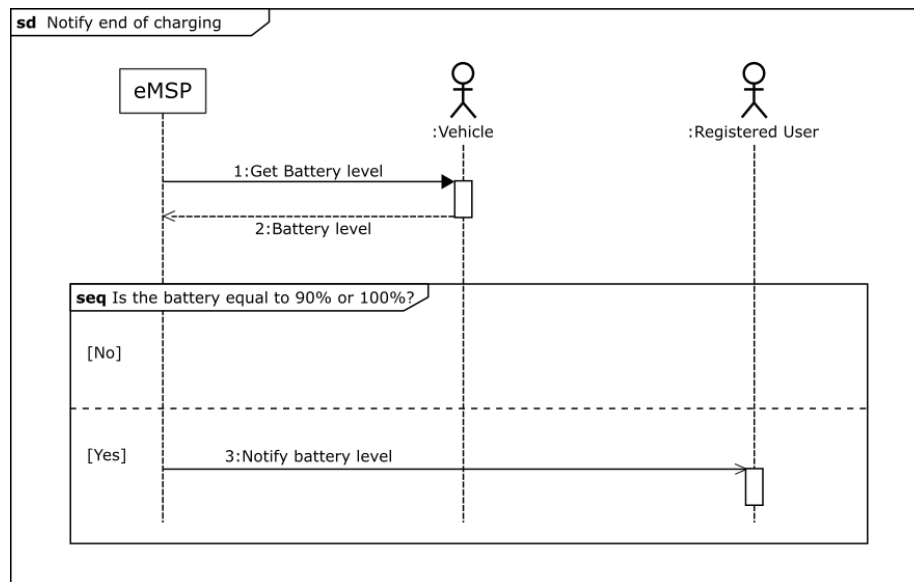 sd Notify end of charging
eMSP
:Vehicle
:Registered User
1:Get Battery level
2:Battery level
seq Is the battery equal to 90% or 100%?
[No]
[Yes]
3:Notify battery level